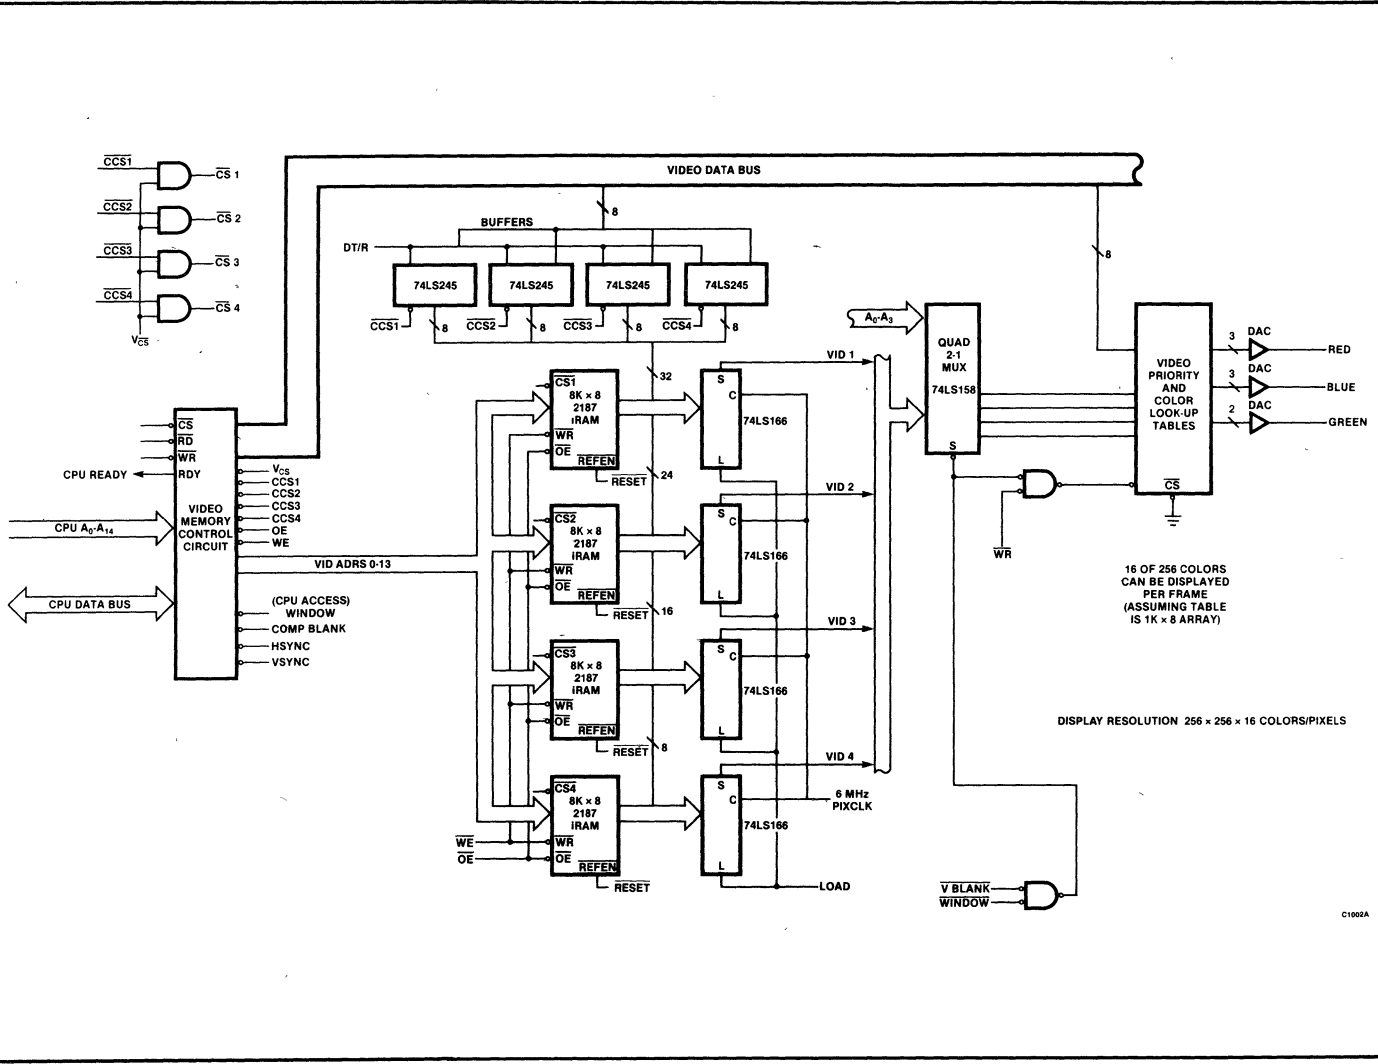 CCS1
CS 1
CCS2
CS 2
CCS3
CS 3
CCS4
CS 4
VCS
VIDEO DATA BUS
8
BUFFERS
DT/R
74LS245
74LS245
74LS245
74LS245
CCS1
8
CCS2
8
CCS3
8
CCS4
8
32
8
A0-A3
QUAD
2-1
MUX
74LS158
S
VIDEO
PRIORITY
AND
COLOR
LOOK-UP
TABLES
CS
3
DAC
RED
3
DAC
BLUE
2
DAC
GREEN
CS
RD
WR
RDY
CPU READY
VIDEO
MEMORY
CONTROL
CIRCUIT
CPU A0-A14
CPU DATA BUS
VCS
CCS1
CCS2
CCS3
CCS4
OE
WE
VID ADRS 0-13
(CPU ACCESS)
WINDOW
COMP BLANK
HSYNC
VSYNC
CS1
8K × 8
2187
iRAM
WR
OE
REFEN
RESET
24
S
C
L
74LS166
VID 1
CS2
8K × 8
2187
iRAM
WR
OE
REFEN
RESET
16
S
C
L
74LS166
VID 2
CS3
8K × 8
2187
iRAM
WR
OE
REFEN
RESET
8
S
C
L
74LS166
VID 3
CS4
8K × 8
2187
iRAM
WR
OE
REFEN
RESET
S
C
L
74LS166
VID 4
6 MHz
PIXCLK
WE
OE
LOAD
WR
16 OF 256 COLORS
CAN BE DISPLAYED
PER FRAME
(ASSUMING TABLE
IS 1K × 8 ARRAY)
DISPLAY RESOLUTION 256 × 256 × 16 COLORS/PIXELS
V BLANK
WINDOW
C1002A